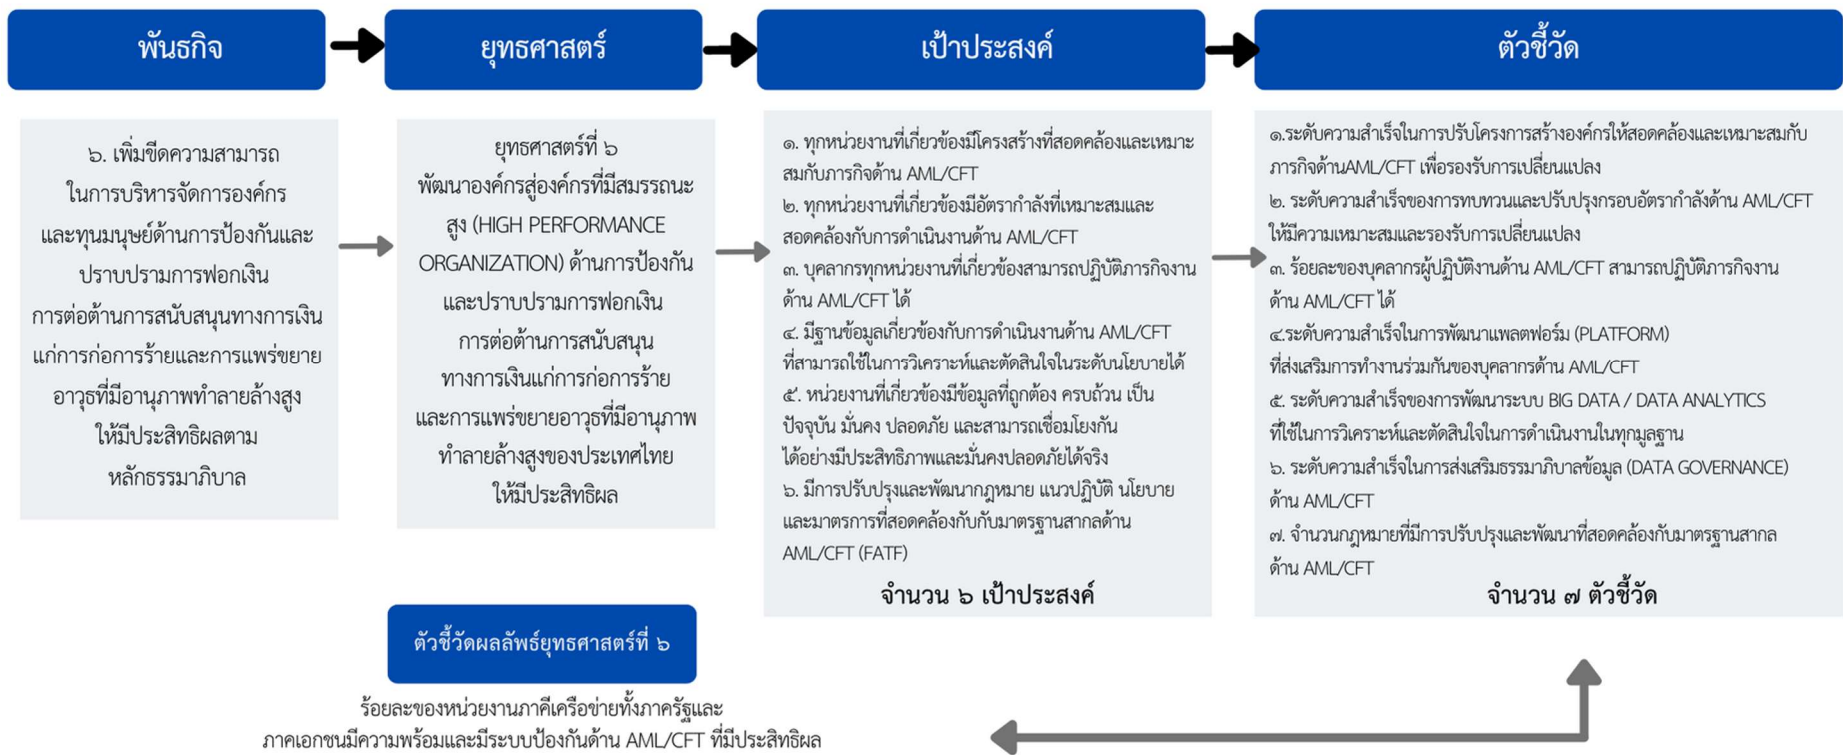 พันธกิจ
ยุทธศาสตร์
เป้าประสงค์
ตัวชี้วัด
๖. เพิ่มขีดความสามารถ
ในการบริหารจัดการองค์กร
และทุนมนุษย์ด้านการป้องกันและ
ปราบปรามการฟอกเงิน
การต่อต้านการสนับสนุนทางการเงิน
แก่การก่อการร้ายและการแพร่ขยาย
อาวุธที่มีอานุภาพทำลายล้างสูง
ให้มีประสิทธิผลตาม
หลักธรรมาภิบาล
ยุทธศาสตร์ที่ ๖
พัฒนาองค์กรสู่องค์กรที่มีสมรรถนะ
สูง (HIGH PERFORMANCE
ORGANIZATION) ด้านการป้องกัน
และปราบปรามการฟอกเงิน
การต่อต้านการสนับสนุน
ทางการเงินแก่การก่อการร้าย
และการแพร่ขยายอาวุธที่มีอานุภาพ
ทำลายล้างสูงของประเทศไทย
ให้มีประสิทธิผล
๑. ทุกหน่วยงานที่เกี่ยวข้องมีโครงสร้างที่สอดคล้องและเหมาะ
สมกับภารกิจด้าน AML/CFT
๒. ทุกหน่วยงานที่เกี่ยวข้องมีอัตรากำลังที่เหมาะสมและ
สอดคล้องกับการดำเนินงานด้าน AML/CFT
๓. บุคลากรทุกหน่วยงานที่เกี่ยวข้องสามารถปฏิบัติภารกิจงาน
ด้าน AML/CFT ได้
๔. มีฐานข้อมูลเกี่ยวข้องกับการดำเนินงานด้าน AML/CFT
ที่สามารถใช้ในการวิเคราะห์และตัดสินใจในระดับนโยบายได้
๕. หน่วยงานที่เกี่ยวข้องมีข้อมูลที่ถูกต้อง ครบถ้วน เป็น
ปัจจุบัน มั่นคง ปลอดภัย และสามารถเชื่อมโยงกัน
ได้อย่างมีประสิทธิภาพและมั่นคงปลอดภัยได้จริง
๖. มีการปรับปรุงและพัฒนากฎหมาย แนวปฏิบัติ นโยบาย
และมาตรการที่สอดคล้องกับกับมาตรฐานสากลด้าน
AML/CFT (FATF)
จำนวน ๖ เป้าประสงค์
๑.ระดับความสำเร็จในการปรับโครงการสร้างองค์กรให้สอดคล้องและเหมาะสมกับ
ภารกิจด้านAML/CFT เพื่อรองรับการเปลี่ยนแปลง
๒. ระดับความสำเร็จของการทบทวนและปรับปรุงกรอบอัตรากำลังด้าน AML/CFT
ให้มีความเหมาะสมและรองรับการเปลี่ยนแปลง
๓. ร้อยละของบุคลากรผู้ปฏิบัติงานด้าน AML/CFT สามารถปฏิบัติภารกิจงาน
ด้าน AML/CFT ได้
๔.ระดับความสำเร็จในการพัฒนาแพลตฟอร์ม (PLATFORM)
ที่ส่งเสริมการทำงานร่วมกันของบุคลากรด้าน AML/CFT
๕. ระดับความสำเร็จของการพัฒนาระบบ BIG DATA / DATA ANALYTICS
ที่ใช้ในการวิเคราะห์และตัดสินใจในการดำเนินงานในทุกมูลฐาน
๖. ระดับความสำเร็จในการส่งเสริมธรรมาภิบาลข้อมูล (DATA GOVERNANCE)
ด้าน AML/CFT
๗. จำนวนกฎหมายที่มีการปรับปรุงและพัฒนาที่สอดคล้องกับมาตรฐานสากล
ด้าน AML/CFT
จำนวน ๗ ตัวชี้วัด
ตัวชี้วัดผลลัพธ์ยุทธศาสตร์ที่ ๖
ร้อยละของหน่วยงานภาคีเครือข่ายทั้งภาครัฐและ
ภาคเอกชนมีความพร้อมและมีระบบป้องกันด้าน AML/CFT ที่มีประสิทธิผล